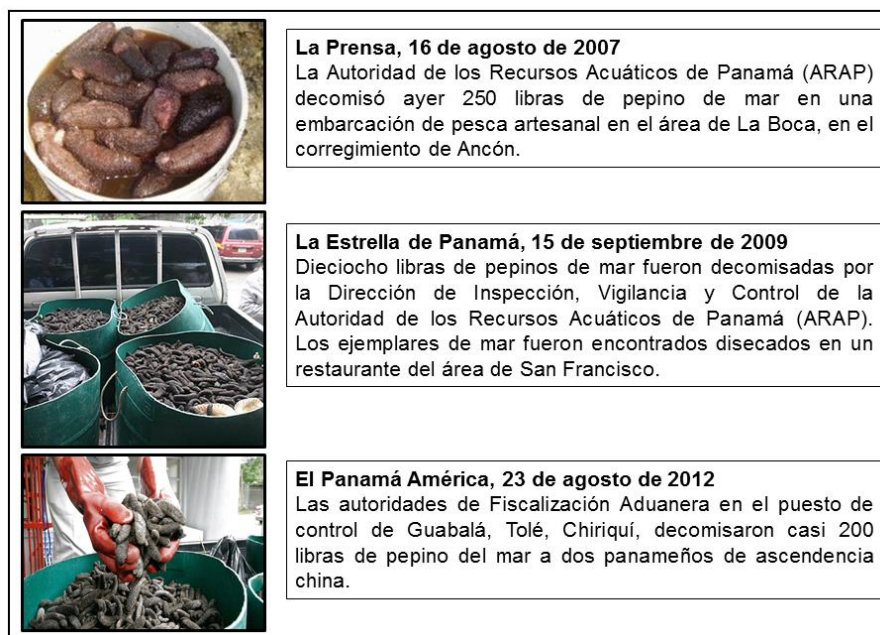 La Prensa, 16 de agosto de 2007
La Autoridad de los Recursos Acuáticos de Panamá (ARAP)
decomisó ayer 250 libras de pepino de mar en una
embarcación de pesca artesanal en el área de La Boca, en el
corregimiento de Ancón.
La Estrella de Panamá, 15 de septiembre de 2009
Dieciocho libras de pepinos de mar fueron decomisadas por
la Dirección de Inspección, Vigilancia y Control de la
Autoridad de los Recursos Acuáticos de Panamá (ARAP).
Los ejemplares de mar fueron encontrados disecados en un
restaurante del área de San Francisco.
El Panamá América, 23 de agosto de 2012
Las autoridades de Fiscalización Aduanera en el puesto de
control de Guabalá, Tolé, Chiriquí, decomisaron casi 200
libras de pepino del mar a dos panameños de ascendencia
china.